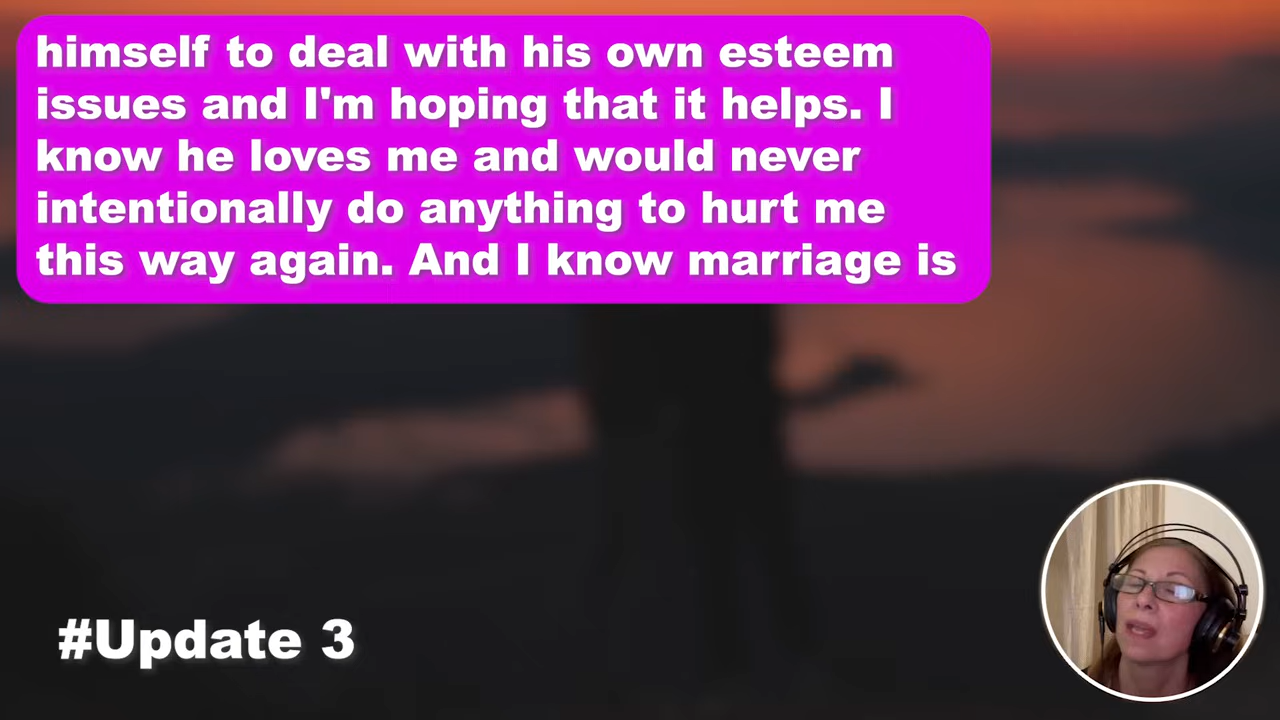 himself to deal with his own esteem
issues and I'm hoping that it helps. I
know he loves me and would never
intentionally do anything to hurt me
this way again. And I know marriage is
#Update 3